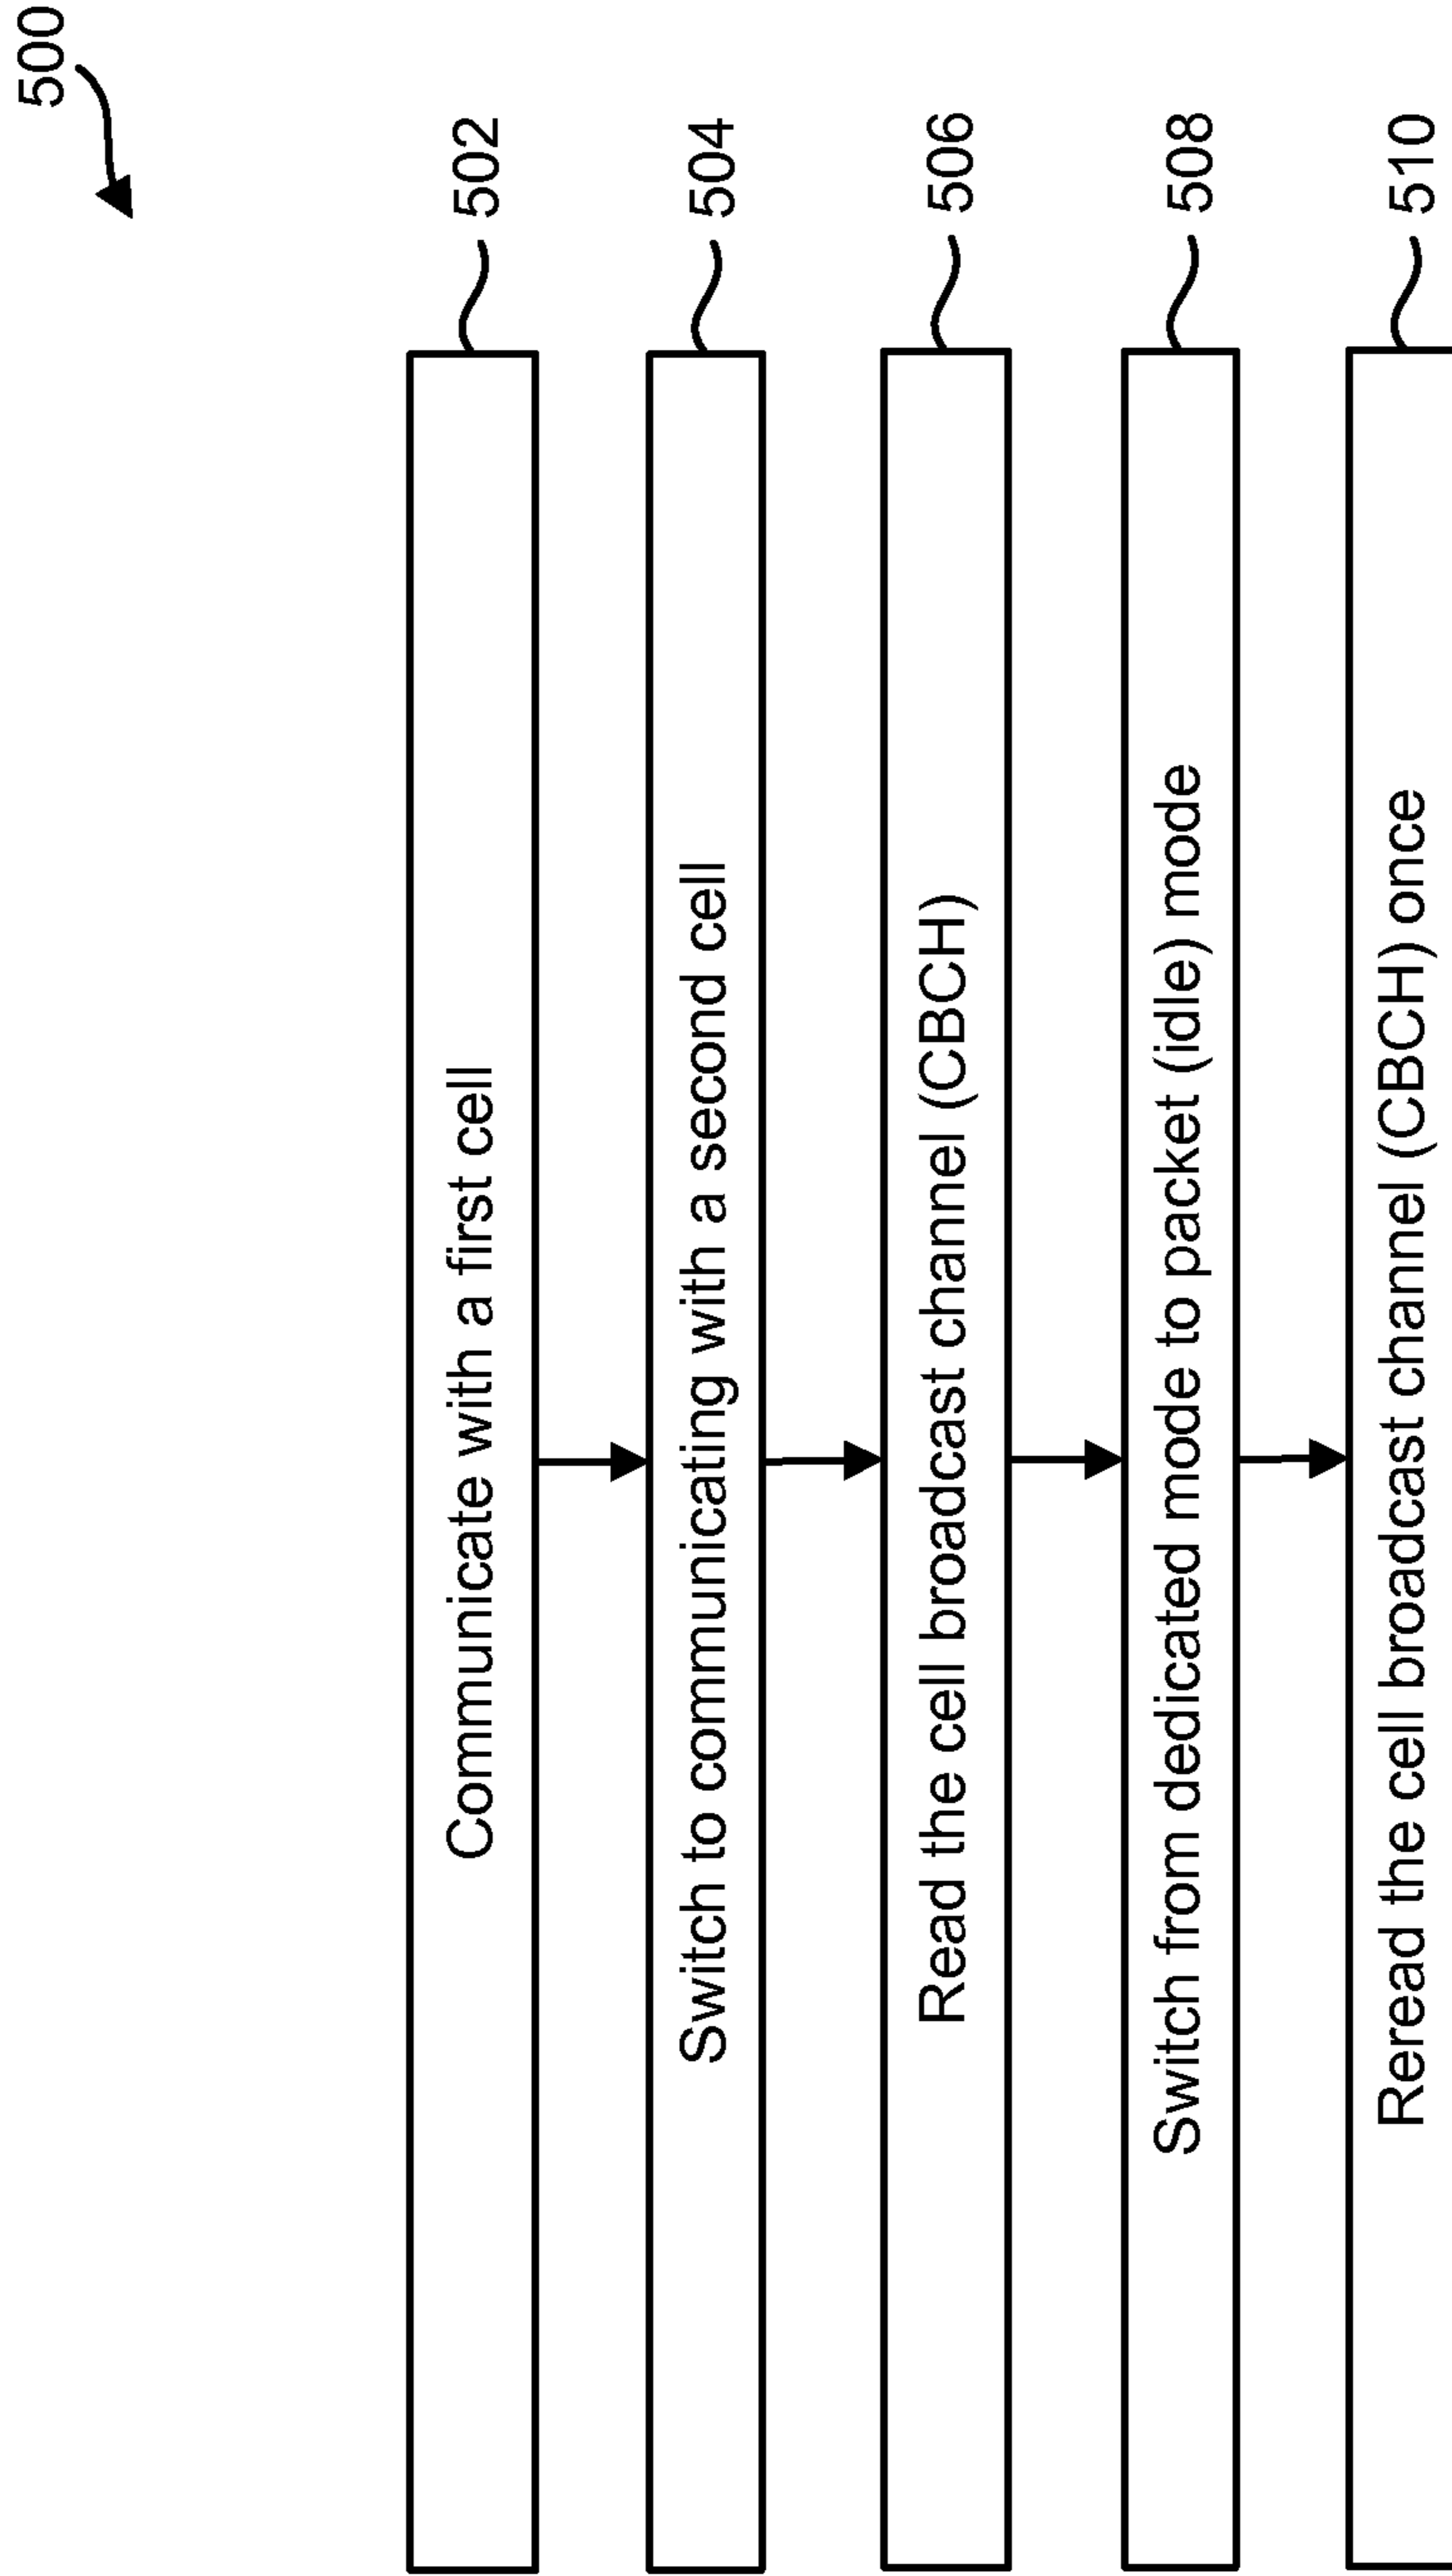 500
Communicate with a first cell
502
Switch to communicating with a second cell
504
Read the cell broadcast channel (CBCH)
506
Switch from dedicated mode to packet (idle) mode
508
Reread the cell broadcast channel (CBCH) once
510